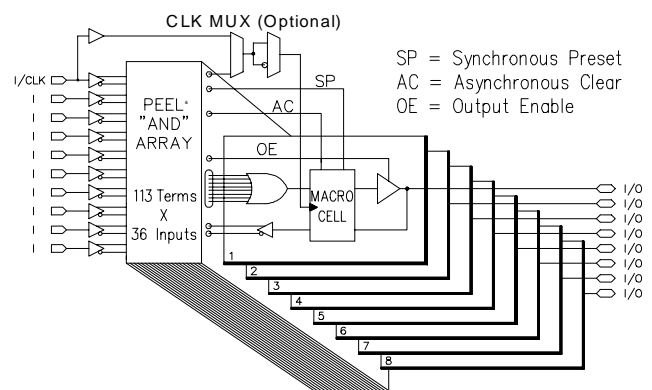 CLK MUX (Optional)
SP = Synchronous Preset
AC = Asynchronous Clear
OE = Output Enable
I/CLK
I
I
I
I
I
I
I
I
I
PEEL
"AND"
ARRAY
113 Terms
X
36 Inputs
SP
AC
OE
MACRO
CELL
1
2
3
4
5
6
7
8
I/O
I/O
I/O
I/O
I/O
I/O
I/O
I/O